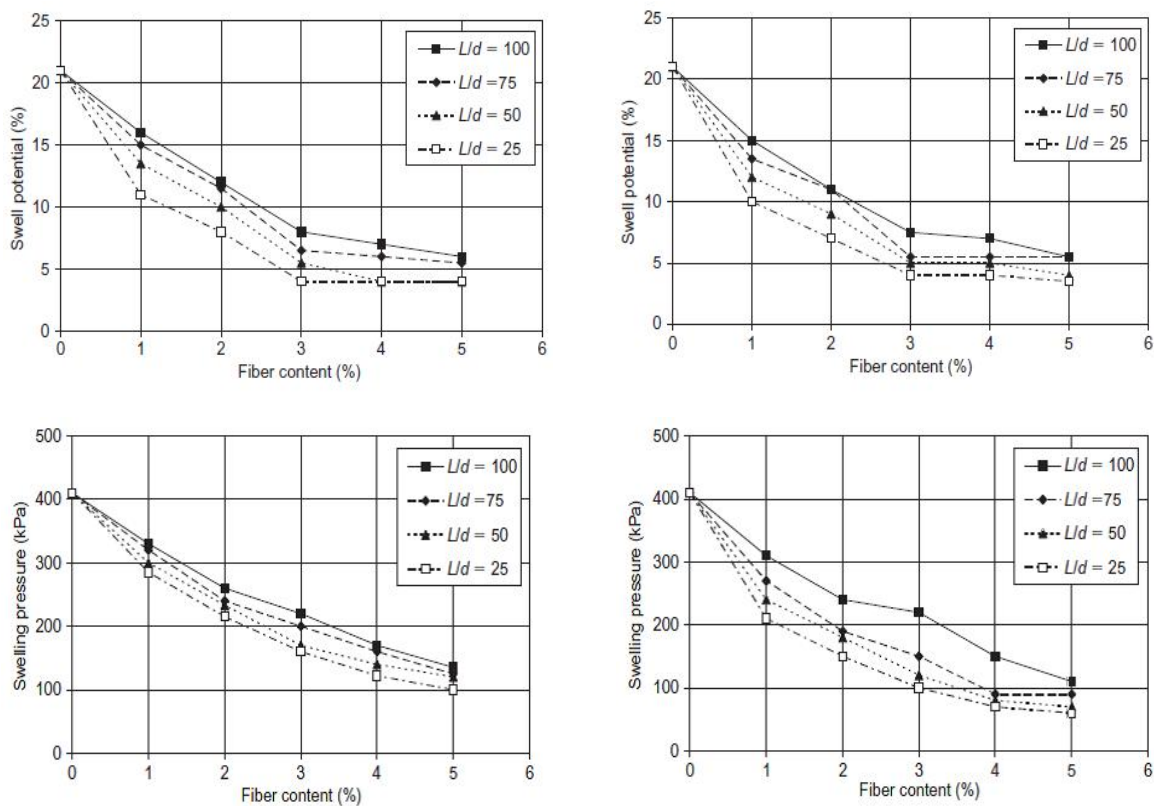 25
20
15
10
5
0
0 1 2 3 4 5 6
Swell potential (%)
Fiber content (%)
L/d = 100
L/d =75
L/d = 50
L/d = 25
25
20
15
10
5
0
0 1 2 3 4 5 6
Swell potential (%)
Fiber content (%)
L/d = 100
L/d =75
L/d = 50
L/d = 25
500
400
300
200
100
0
0 1 2 3 4 5 6
Swelling pressure (kPa)
Fiber content (%)
L/d = 100
L/d =75
L/d = 50
L/d = 25
500
400
300
200
100
0
0 1 2 3 4 5 6
Swelling pressure (kPa)
Fiber content (%)
L/d = 100
L/d =75
L/d = 50
L/d = 25